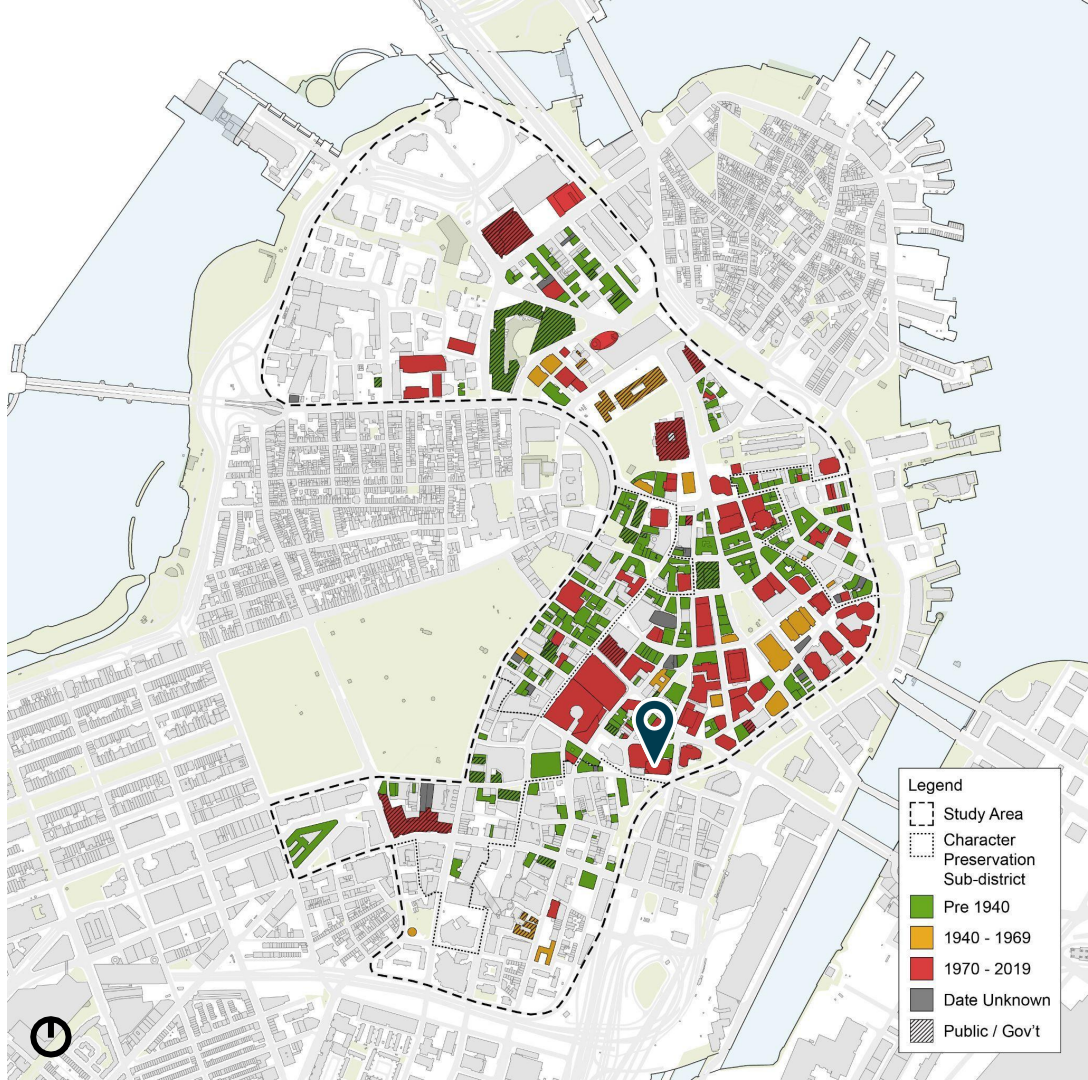 Legend
Study Area
Character
Preservation
Sub-district
Pre 1940
1940 - 1969
1970 - 2019
Date Unknown
Public / Gov't